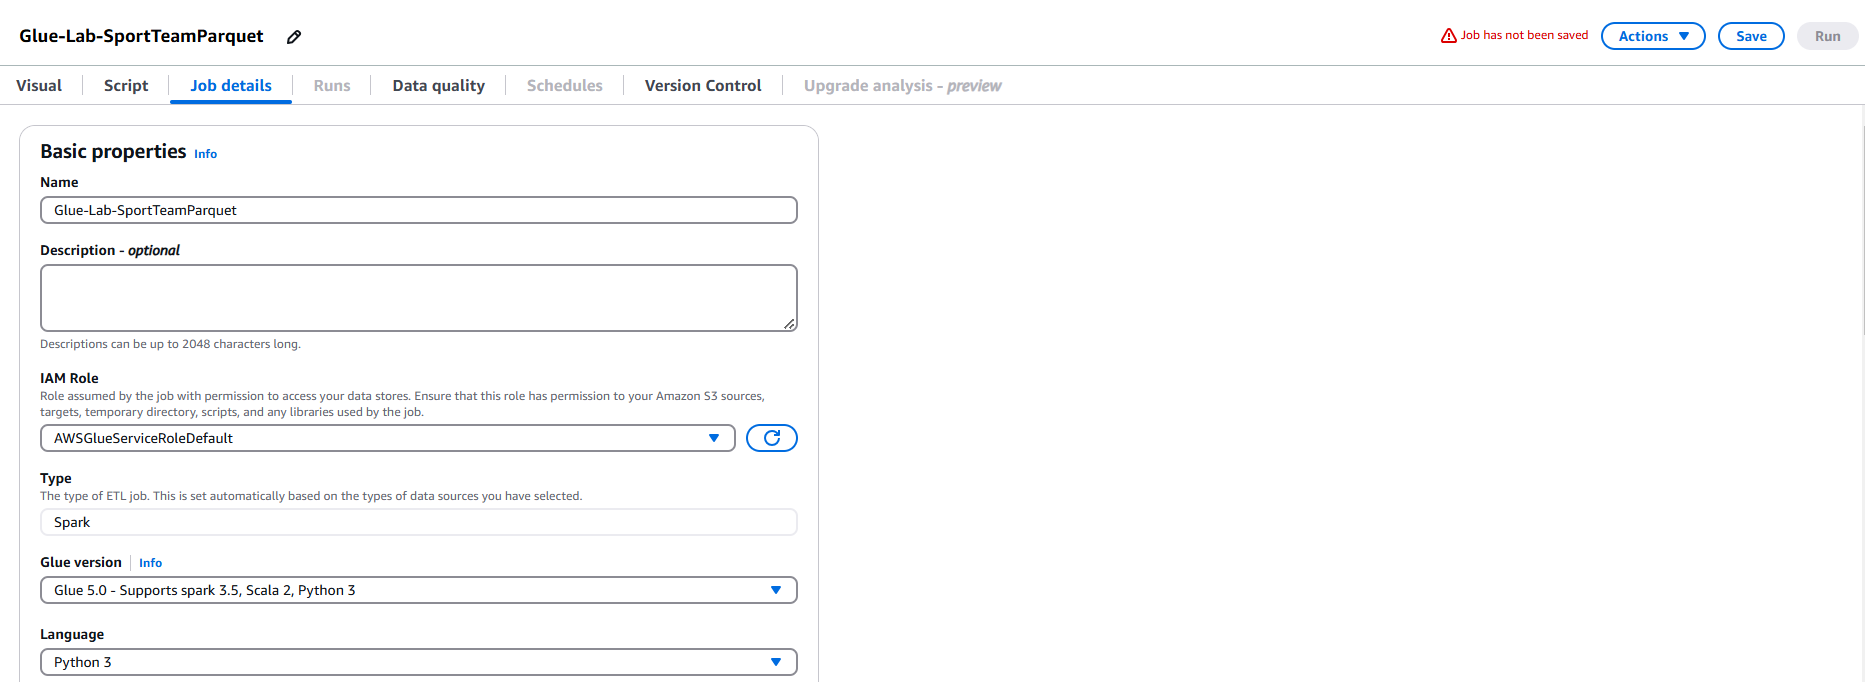 Glue-Lab-SportTeamParquet
Job has not been saved
Actions
Save
Run
Visual
Script
Job details
Runs
Data quality
Schedules
Version Control
Upgrade analysis - preview
Basic properties Info
Name
Glue-Lab-SportTeamParquet
Description - optional
Descriptions can be up to 2048 characters long.
IAM Role
Role assumed by the job with permission to access your data stores. Ensure that this role has permission to your Amazon S3 sources,
targets, temporary directory, scripts, and any libraries used by the job.
AWSGlueServiceRoleDefault
Type
The type of ETL job. This is set automatically based on the types of data sources you have selected.
Spark
Glue version Info
Glue 5.0 - Supports spark 3.5, Scala 2, Python 3
Language
Python 3